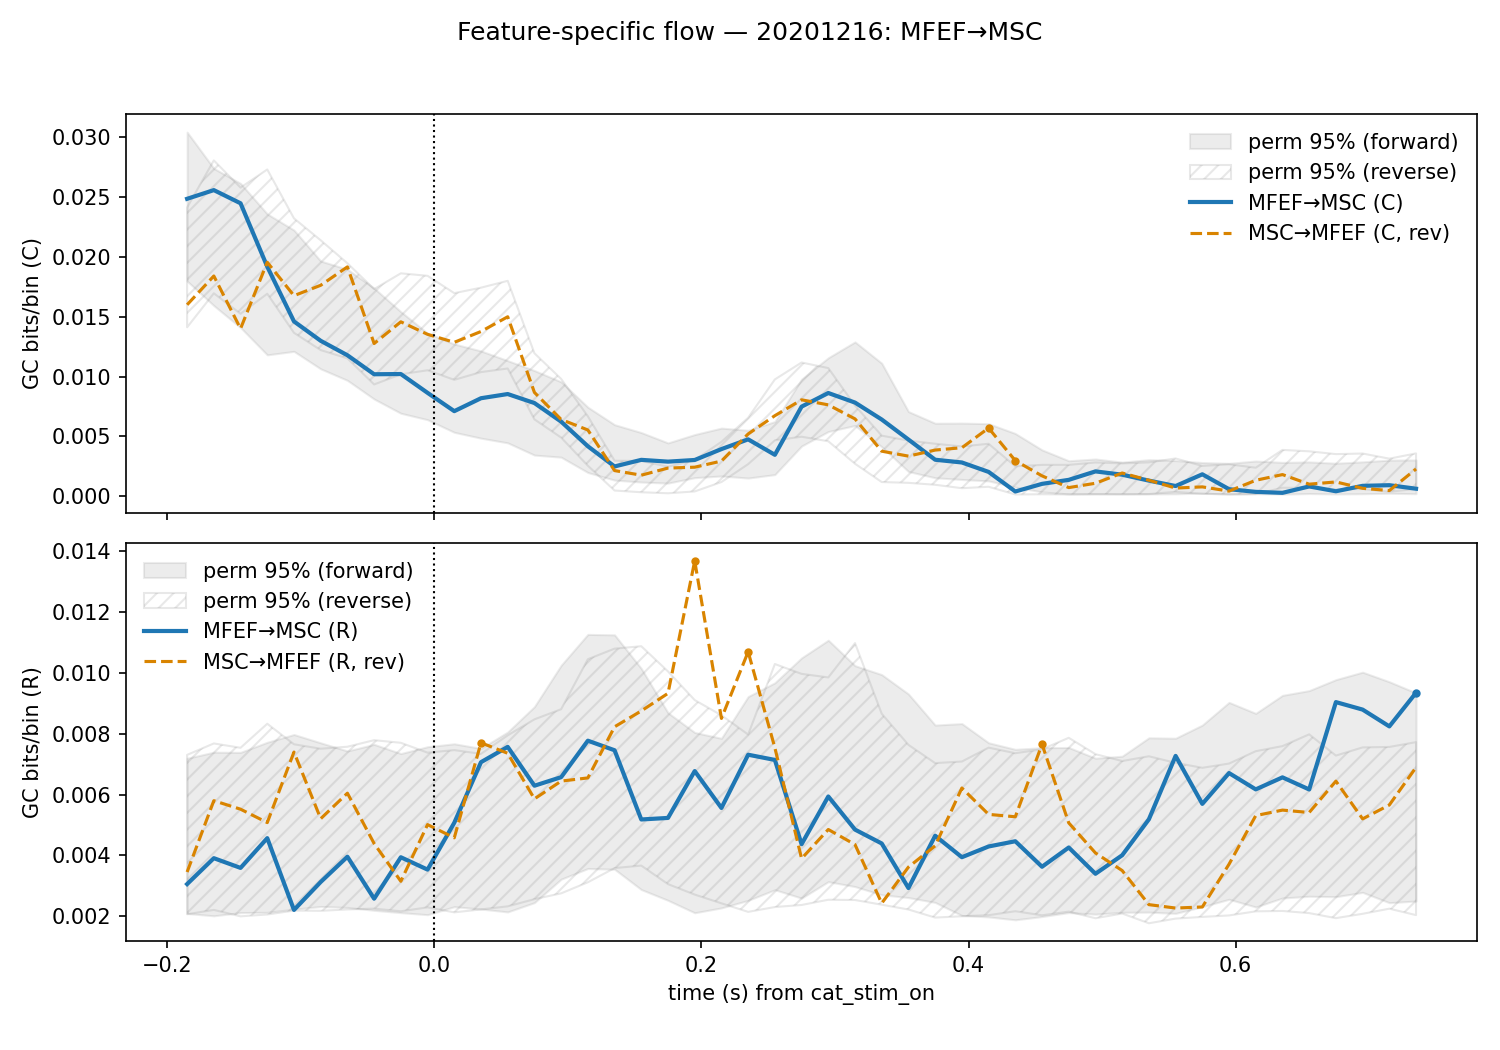 Feature-specific flow — 20201216: MFEF→MSC
GC bits/bin (C)
0.030
0.025
0.020
0.015
0.010
0.005
0.000
perm 95% (forward)
perm 95% (reverse)
MFEF→MSC (C)
MSC→MFEF (C, rev)
GC bits/bin (R)
0.014
0.012
0.010
0.008
0.006
0.004
0.002
perm 95% (forward)
perm 95% (reverse)
MFEF→MSC (R)
MSC→MFEF (R, rev)
−0.2
0.0
0.2
0.4
0.6
time (s) from cat_stim_on